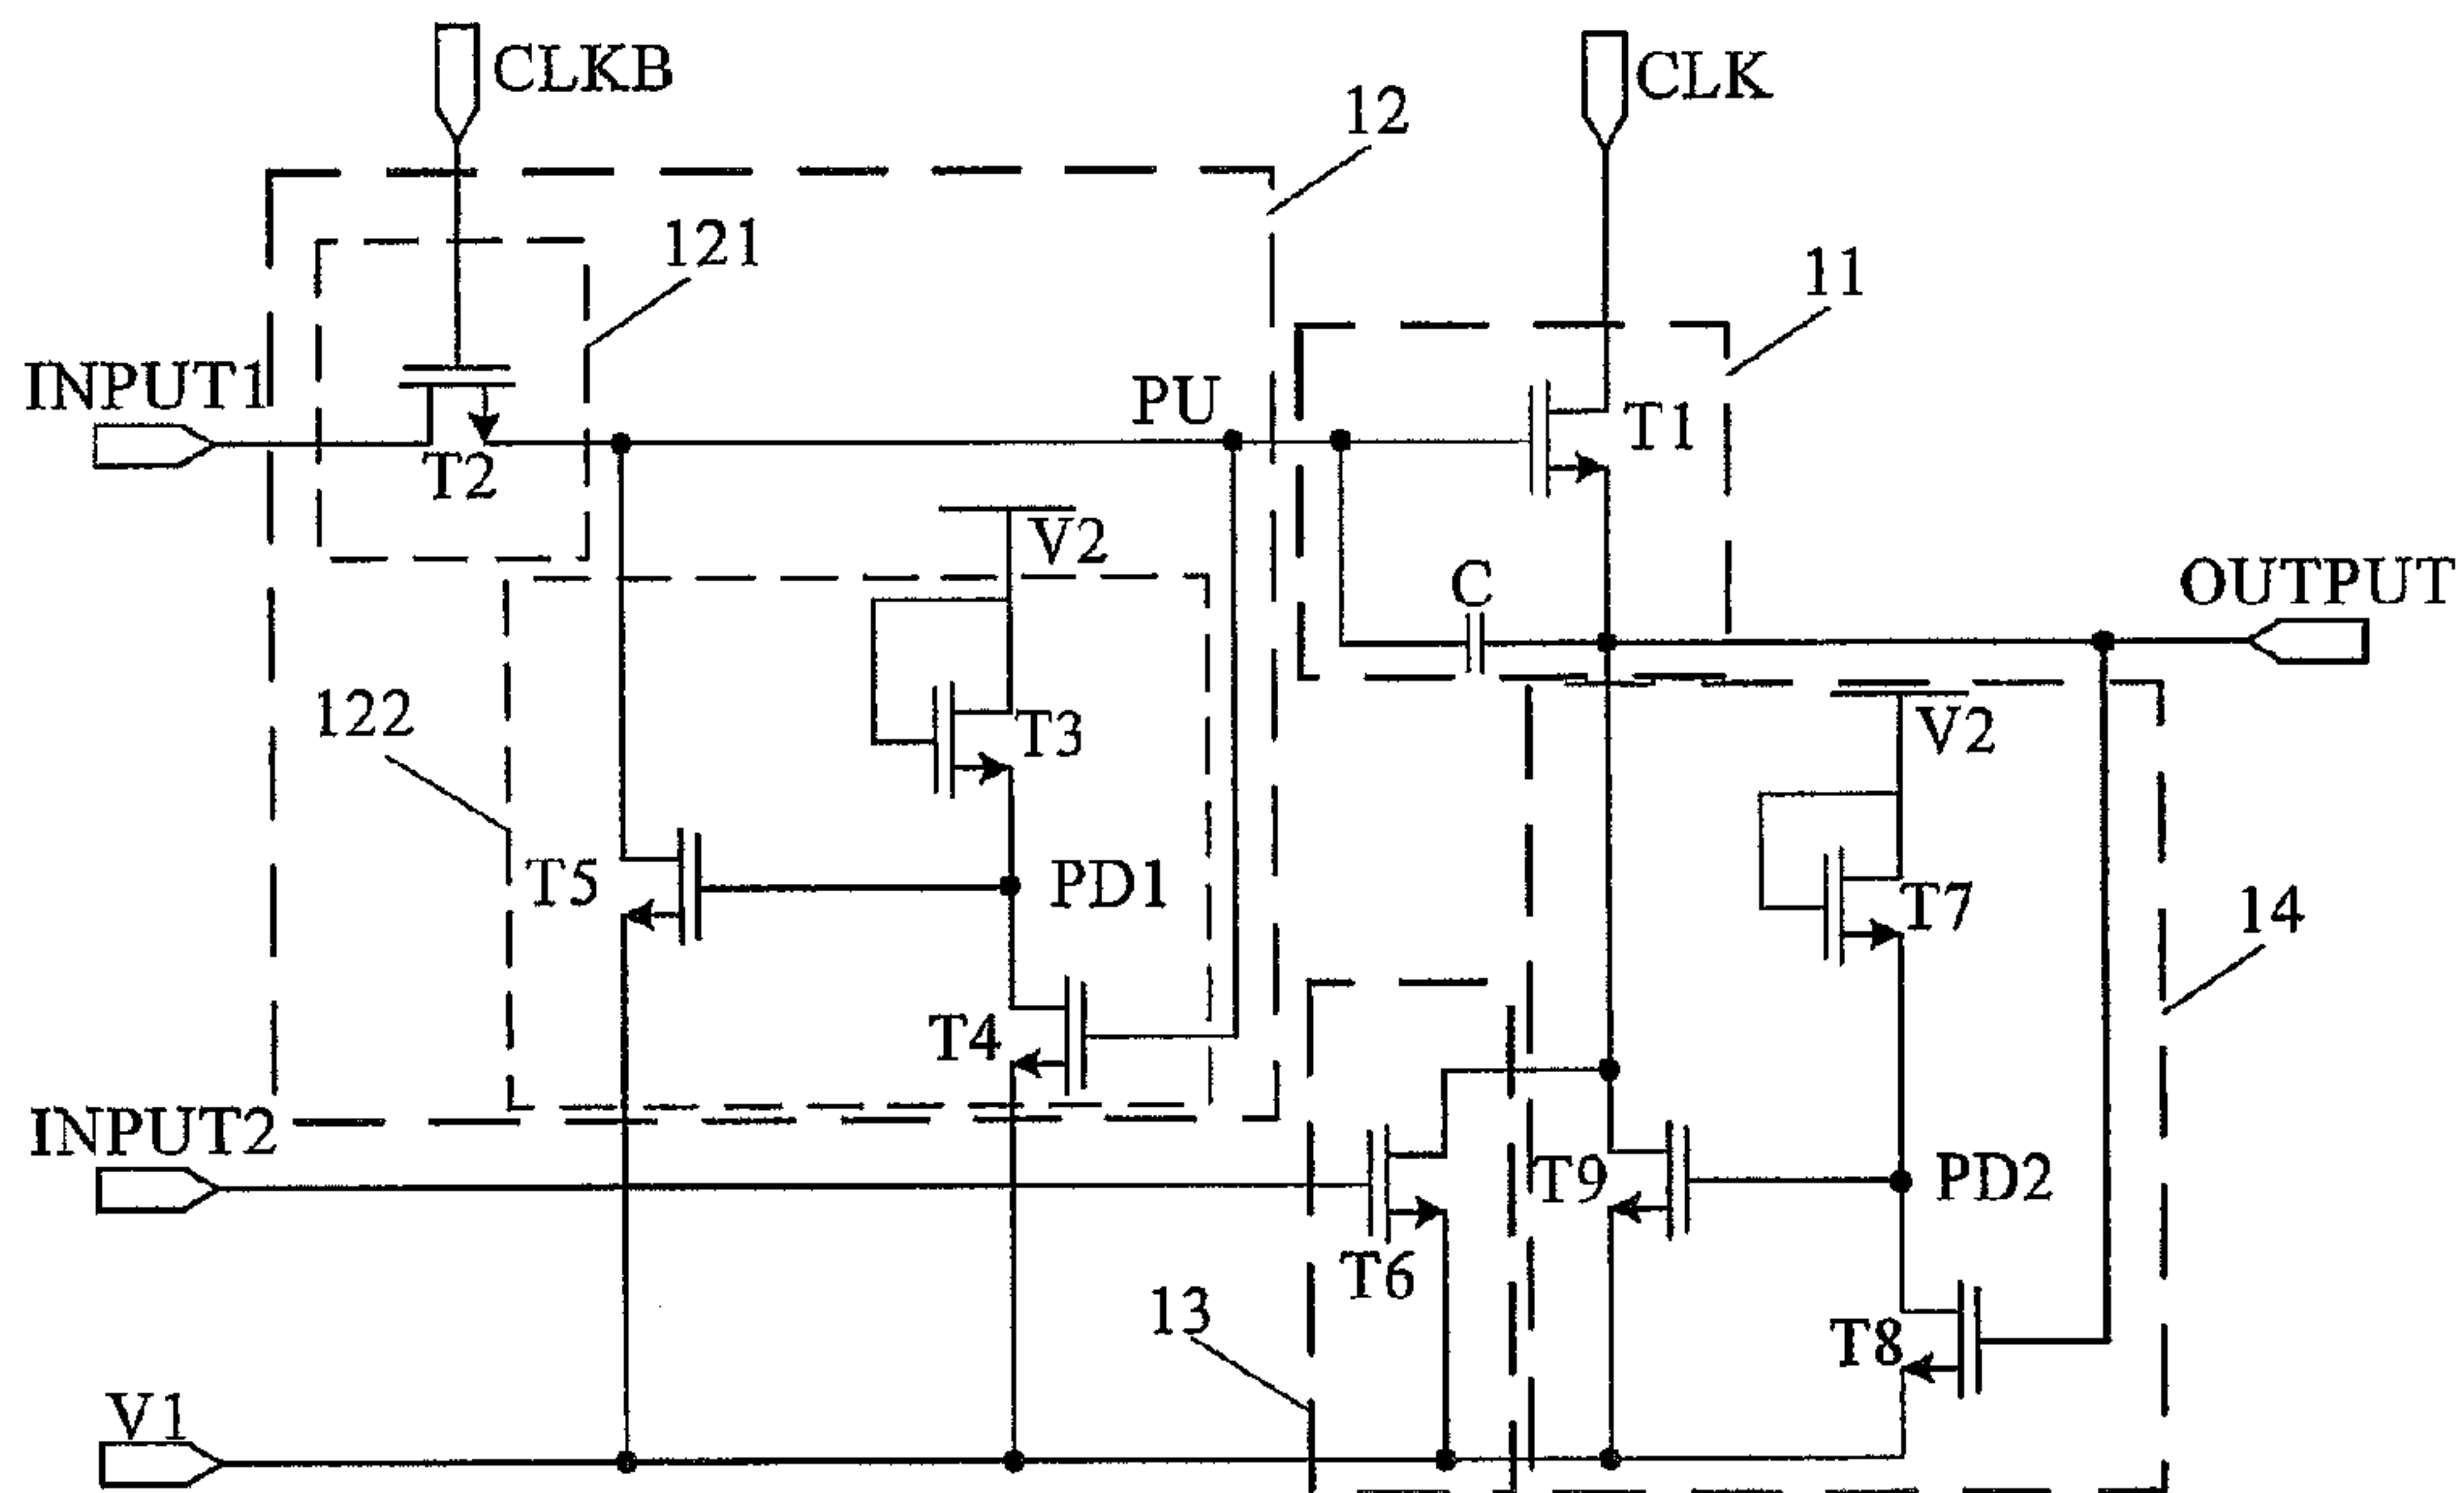 CLKB
CLK
12
121
11
INPUT1
PU
T1
T2
V2
C
OUTPUT
122
T3
V2
T5
PD1
T7
14
T4
INPUT2
T9
PD2
T6
13
T8
V1